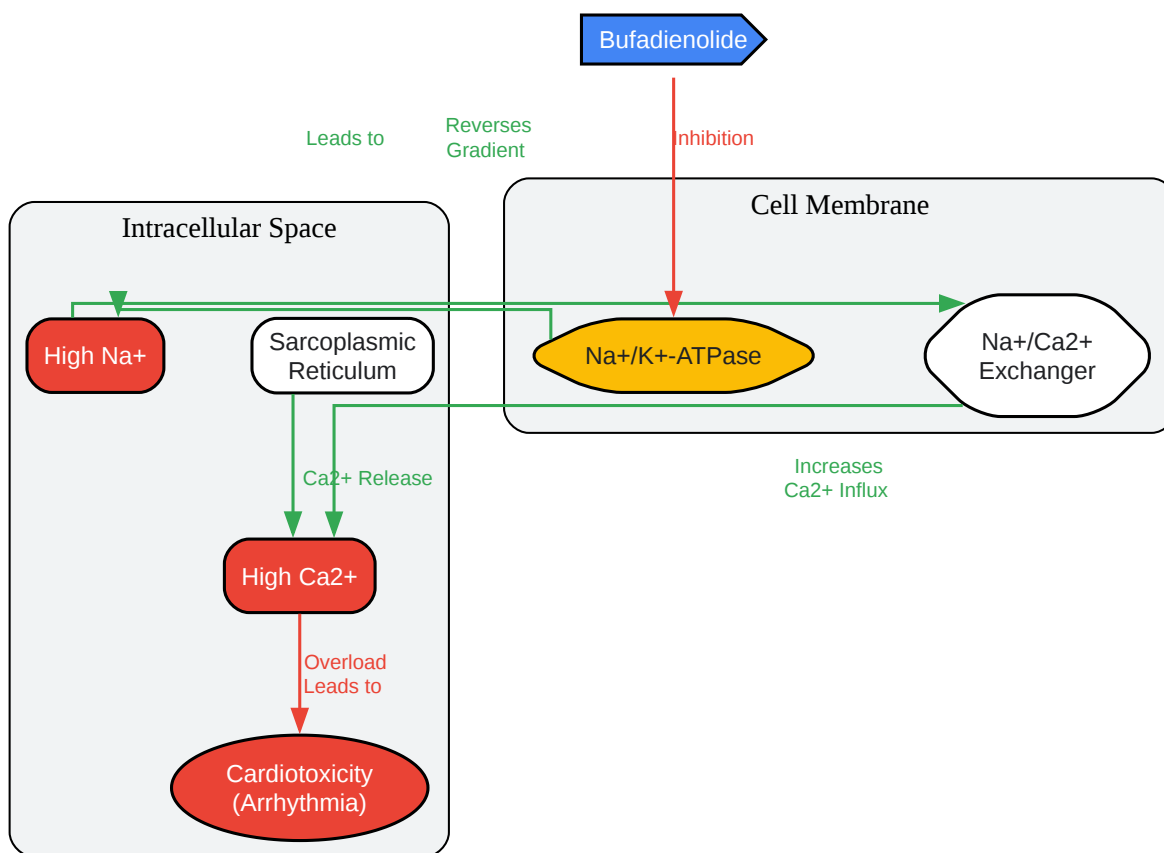 Bufadienolide
Leads to
Reverses
Gradient
Inhibition
Intracellular Space
Cell Membrane
High Na+
Sarcoplasmic
Reticulum
Na+/K+-ATPase
Na+/Ca2+
Exchanger
Ca2+ Release
Increases
Ca2+ Influx
High Ca2+
Overload
Leads to
Cardiotoxicity
(Arrhythmia)